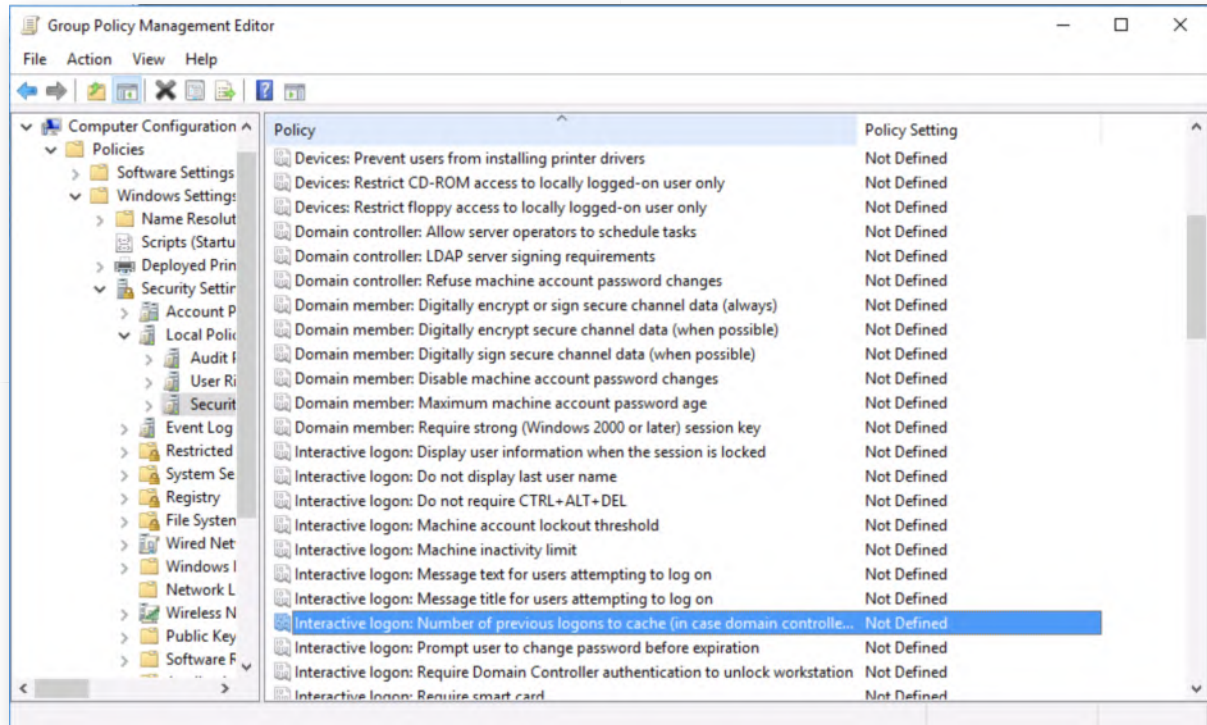 Group Policy Management Editor
File Action View Help
Computer Configuration
Policies
Software Settings
Windows Settings
Name Resolut
Scripts (Startu
Deployed Prin
Security Settin
Account P
Local Polic
Audit P
User Ri
Securit
Event Log
Restricted
System Se
Registry
File System
Wired Net
Windows F
Network L
Wireless N
Public Key
Software R
Policy Policy Setting
Devices: Prevent users from installing printer drivers Not Defined
Devices: Restrict CD-ROM access to locally logged-on user only Not Defined
Devices: Restrict floppy access to locally logged-on user only Not Defined
Domain controller: Allow server operators to schedule tasks Not Defined
Domain controller: LDAP server signing requirements Not Defined
Domain controller: Refuse machine account password changes Not Defined
Domain member: Digitally encrypt or sign secure channel data (always) Not Defined
Domain member: Digitally encrypt secure channel data (when possible) Not Defined
Domain member: Digitally sign secure channel data (when possible) Not Defined
Domain member: Disable machine account password changes Not Defined
Domain member: Maximum machine account password age Not Defined
Domain member: Require strong (Windows 2000 or later) session key Not Defined
Interactive logon: Display user information when the session is locked Not Defined
Interactive logon: Do not display last user name Not Defined
Interactive logon: Do not require CTRL+ALT+DEL Not Defined
Interactive logon: Machine account lockout threshold Not Defined
Interactive logon: Machine inactivity limit Not Defined
Interactive logon: Message text for users attempting to log on Not Defined
Interactive logon: Message title for users attempting to log on Not Defined
Interactive logon: Number of previous logons to cache (in case domain controlle... Not Defined
Interactive logon: Prompt user to change password before expiration Not Defined
Interactive logon: Require Domain Controller authentication to unlock workstation Not Defined
Interactive logon: Require smart card Not Defined